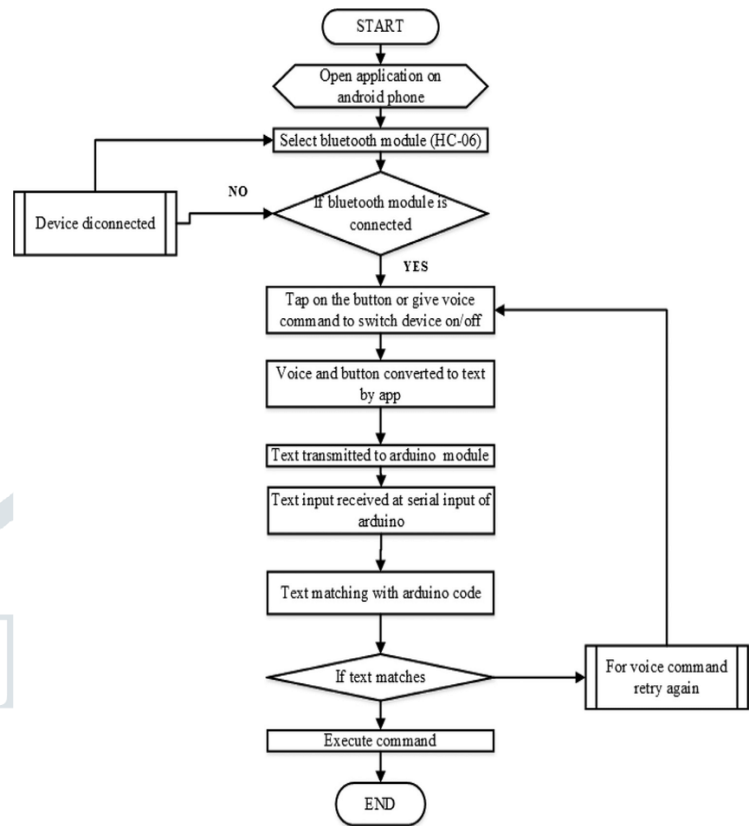 START
Open application on
android phone
Select bluetooth module (HC-06)
NO
Device diconnected
If bluetooth module is
connected
YES
Tap on the button or give voice
command to switch device on/off
Voice and button converted to text
by app
Text transmitted to arduino module
Text input received at serial input of
arduino
Text matching with arduino code
If text matches
For voice command
retry again
Execute command
END